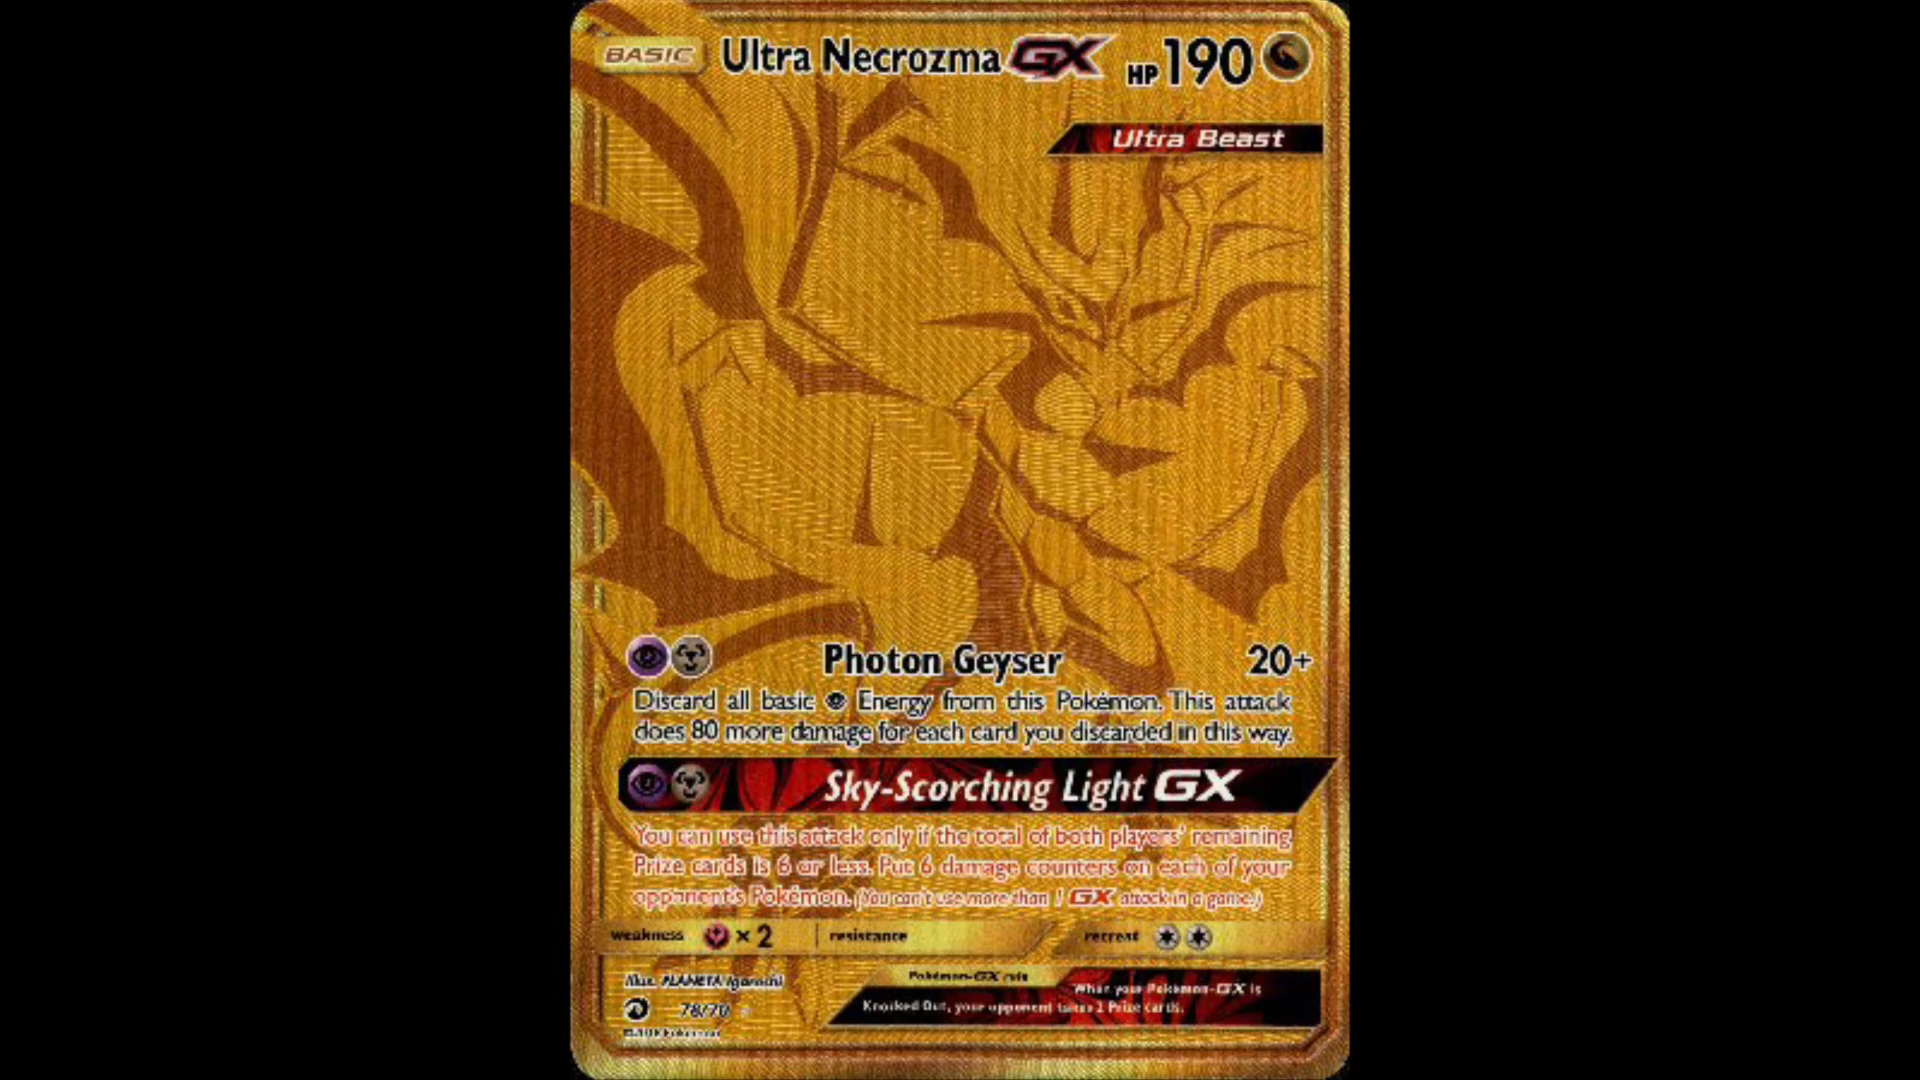 BASIC Ultra Necrozma GX HP 190
Ultra Beast
Photon Geyser 20+
Discard all basic Energy from this Pokémon. This attack
does 80 more damage for each card you discarded in this way.
Sky-Scorching Light GX
You can use this attack only if the total of both players' remaining
Prize cards is 6 or less. Put 6 damage counters on each of your
opponent's Pokémon. (You can't use more than 1 GX attack in a game.)
weakness × 2 resistance retreat
Illus. PLANETA Igarashi
Pokémon-GX rule
When your Pokémon-GX is
Knocked Out, your opponent takes 2 Prize cards.
78/70